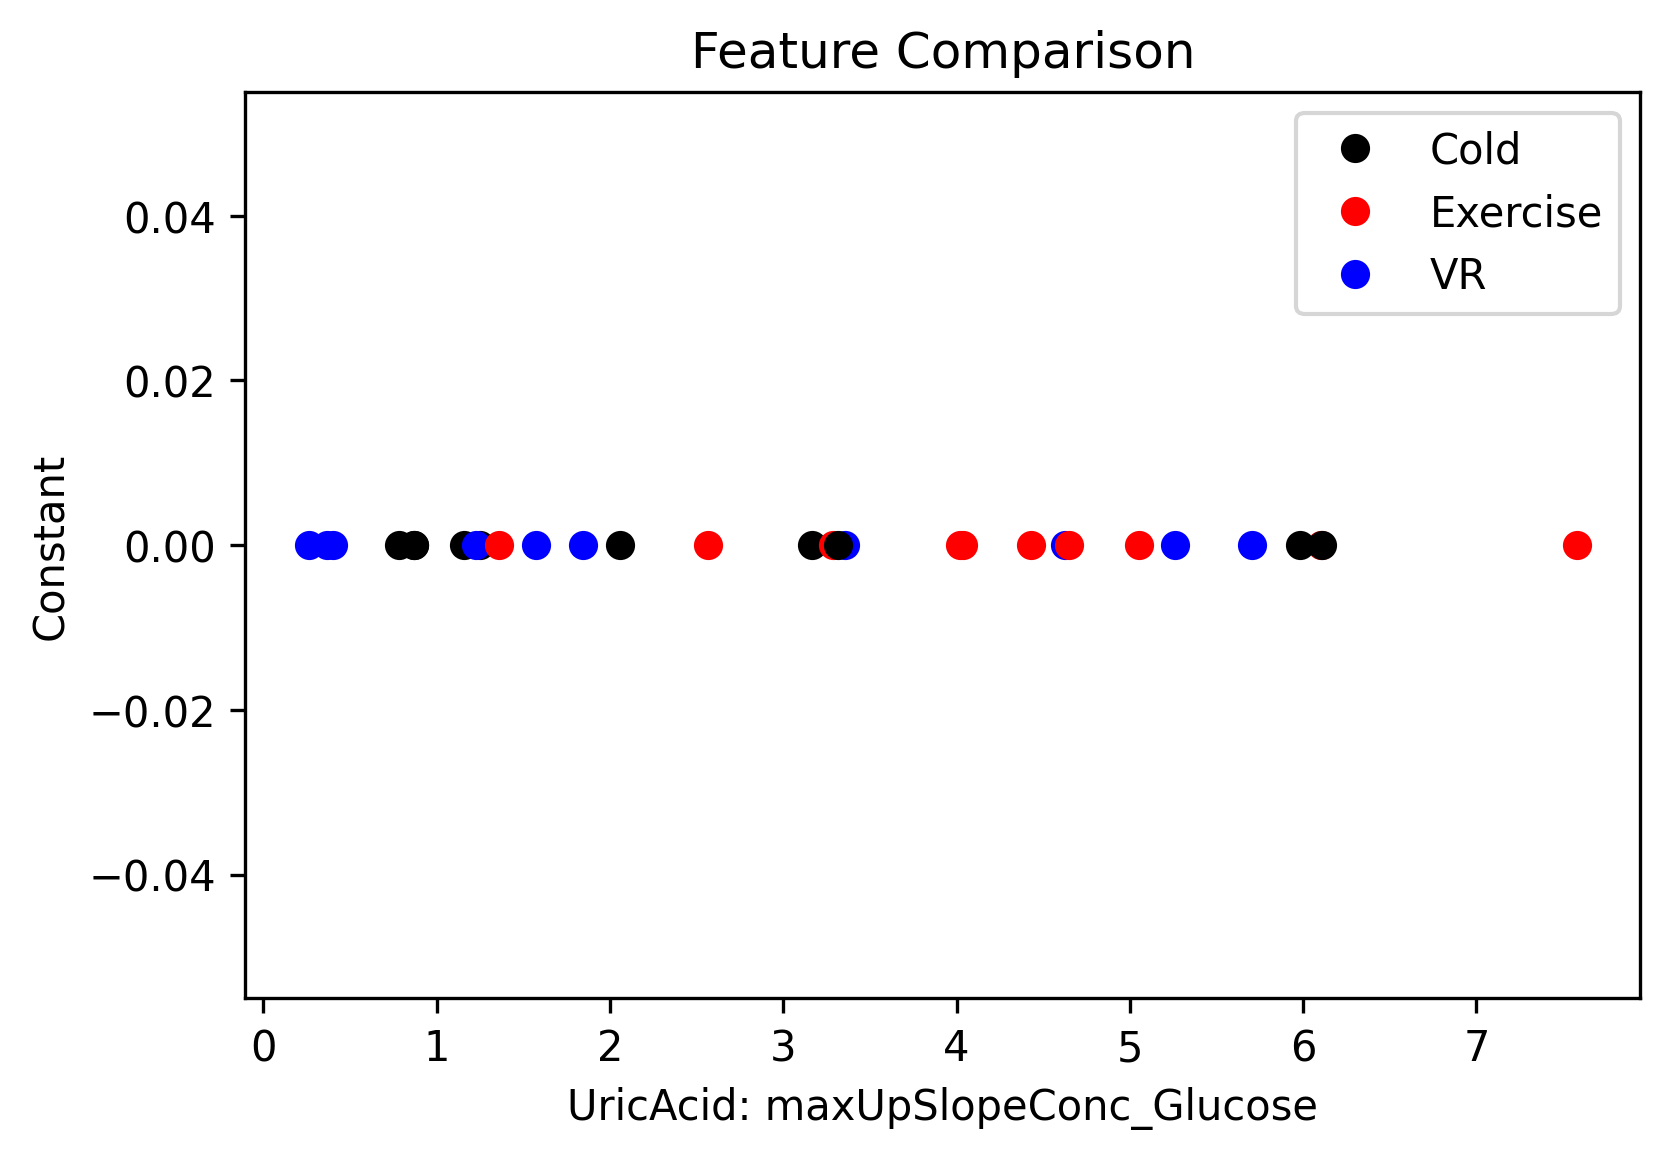 Feature Comparison
Cold
Exercise
VR
0.04
0.02
0.00
−0.02
−0.04
Constant
0 1 2 3 4 5 6 7
UricAcid: maxUpSlopeConc_Glucose